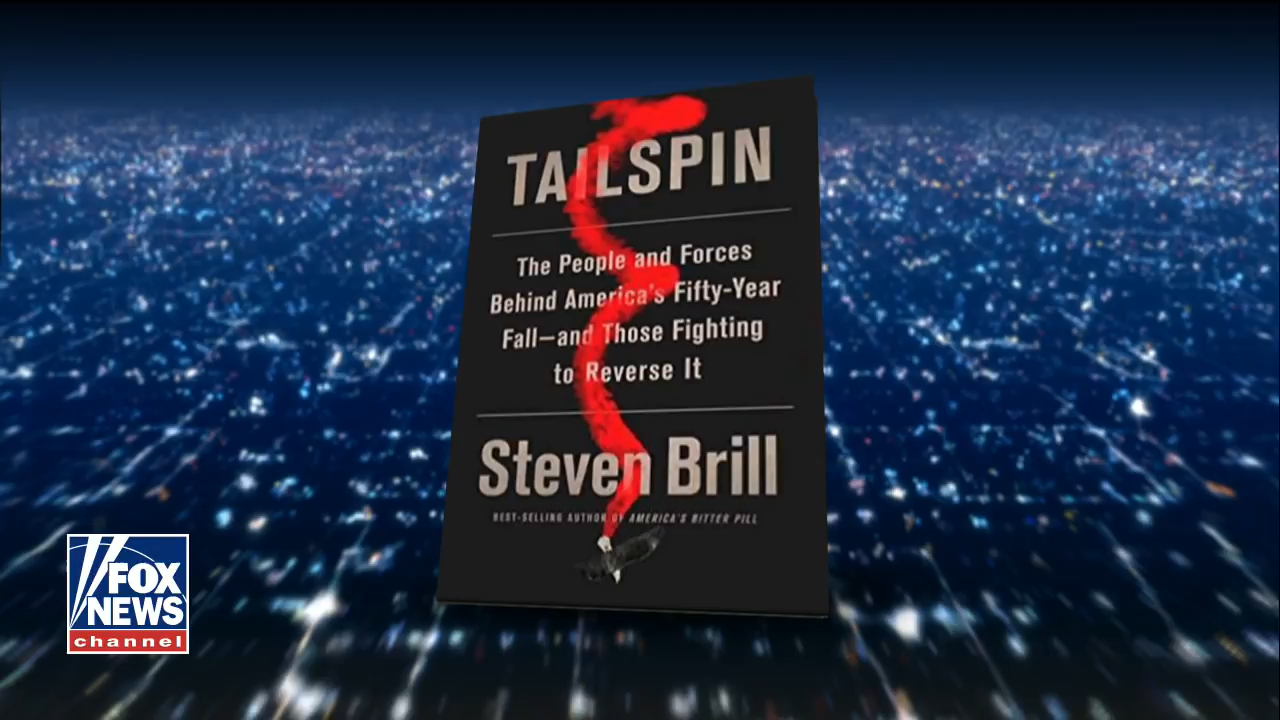 TAILSPIN
The People and Forces
Behind America's Fifty-Year
Fall—and Those Fighting
to Reverse It
Steven Brill
BEST-SELLING AUTHOR OF AMERICA'S BITTER PILL
FOX
NEWS
channel